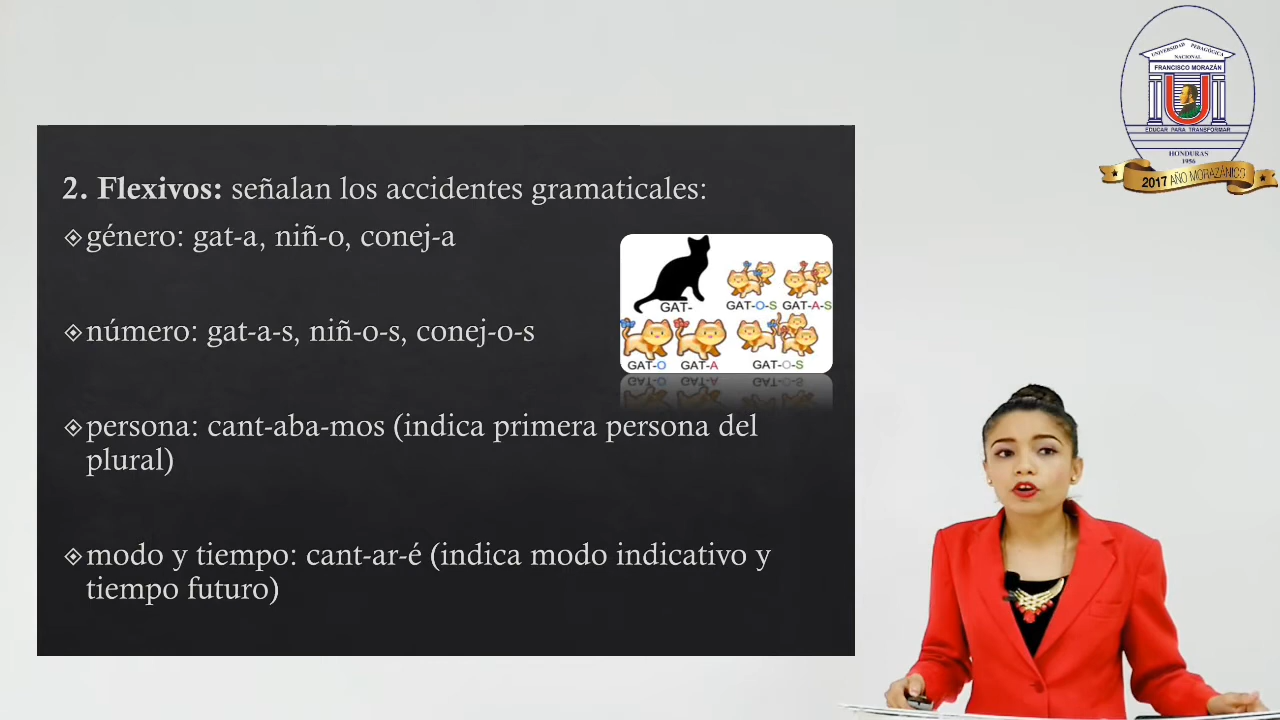 2. Flexivos: señalan los accidentes gramaticales:
género: gat-a, niñ-o, conej-a
número: gat-a-s, niñ-o-s, conej-o-s
persona: cant-aba-mos (indica primera persona del
plural)
modo y tiempo: cant-ar-é (indica modo indicativo y
tiempo futuro)
GAT-
GAT-O-S GAT-A-S
GAT-O GAT-A GAT-O-S
UNIVERSIDAD PEDAGÓGICA
NACIONAL
FRANCISCO MORAZÁN
EDUCAR PARA TRANSFORMAR
HONDURAS
1956
2017 AÑO MORAZÁNICO